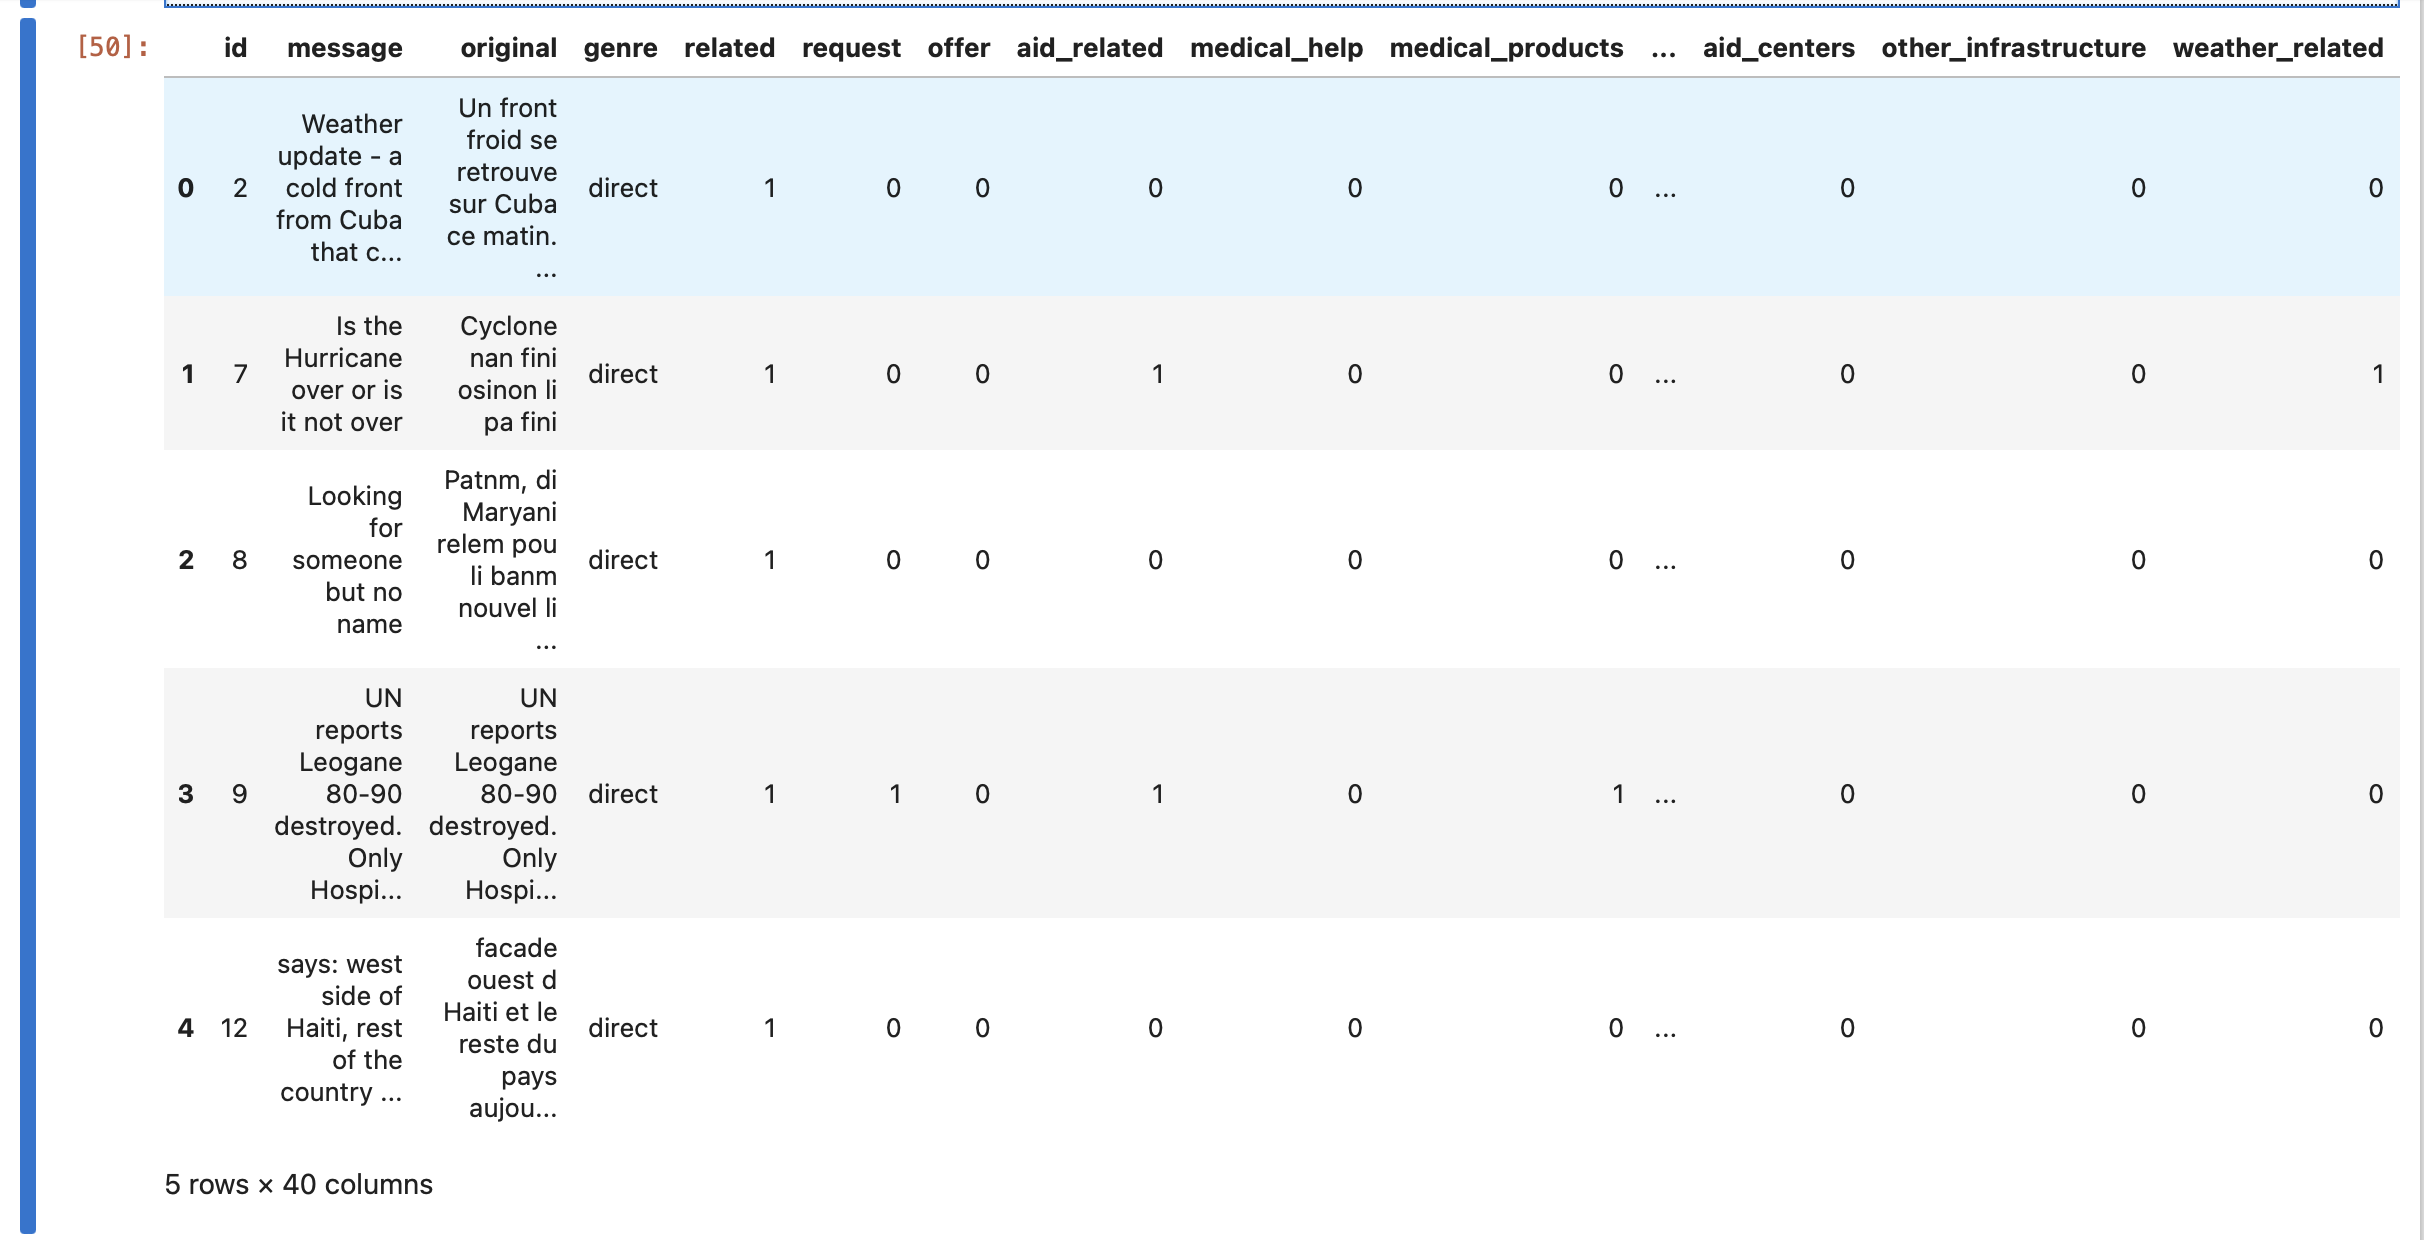 [50]: id message original genre related request offer aid_related medical_help medical_products ... aid_centers other_infrastructure weather_related
0 2 Weather update - a cold front from Cuba that c... Un front froid se retrouve sur Cuba ce matin. ... direct 1 0 0 0 0 0 ... 0 0 0
1 7 Is the Hurricane over or is it not over Cyclone nan fini osinon li pa fini direct 1 0 0 1 0 0 ... 0 0 1
2 8 Looking for someone but no name Patnm, di Maryani relem pou li banm nouvel li ... direct 1 0 0 0 0 0 ... 0 0 0
3 9 UN reports Leogane 80-90 destroyed. Only Hospi... UN reports Leogane 80-90 destroyed. Only Hospi... direct 1 1 0 1 0 1 ... 0 0 0
4 12 says: west side of Haiti, rest of the country ... facade ouest d Haiti et le reste du pays aujou... direct 1 0 0 0 0 0 ... 0 0 0
5 rows × 40 columns